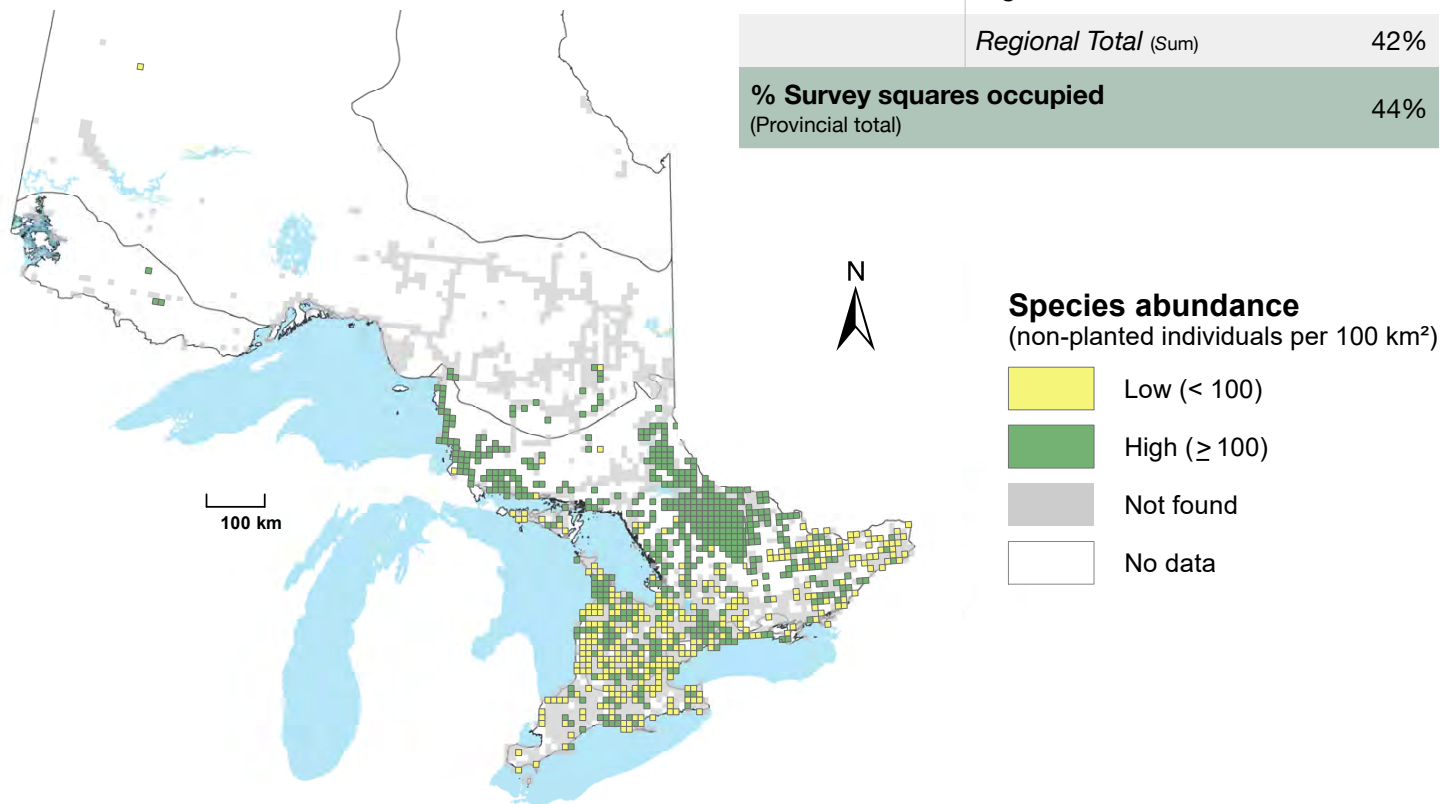 Regional Total (Sum) 42%
% Survey squares occupied 44%
(Provincial total)
N
Species abundance
(non-planted individuals per 100 km²)
Low (< 100)
High (≥ 100)
Not found
No data
100 km